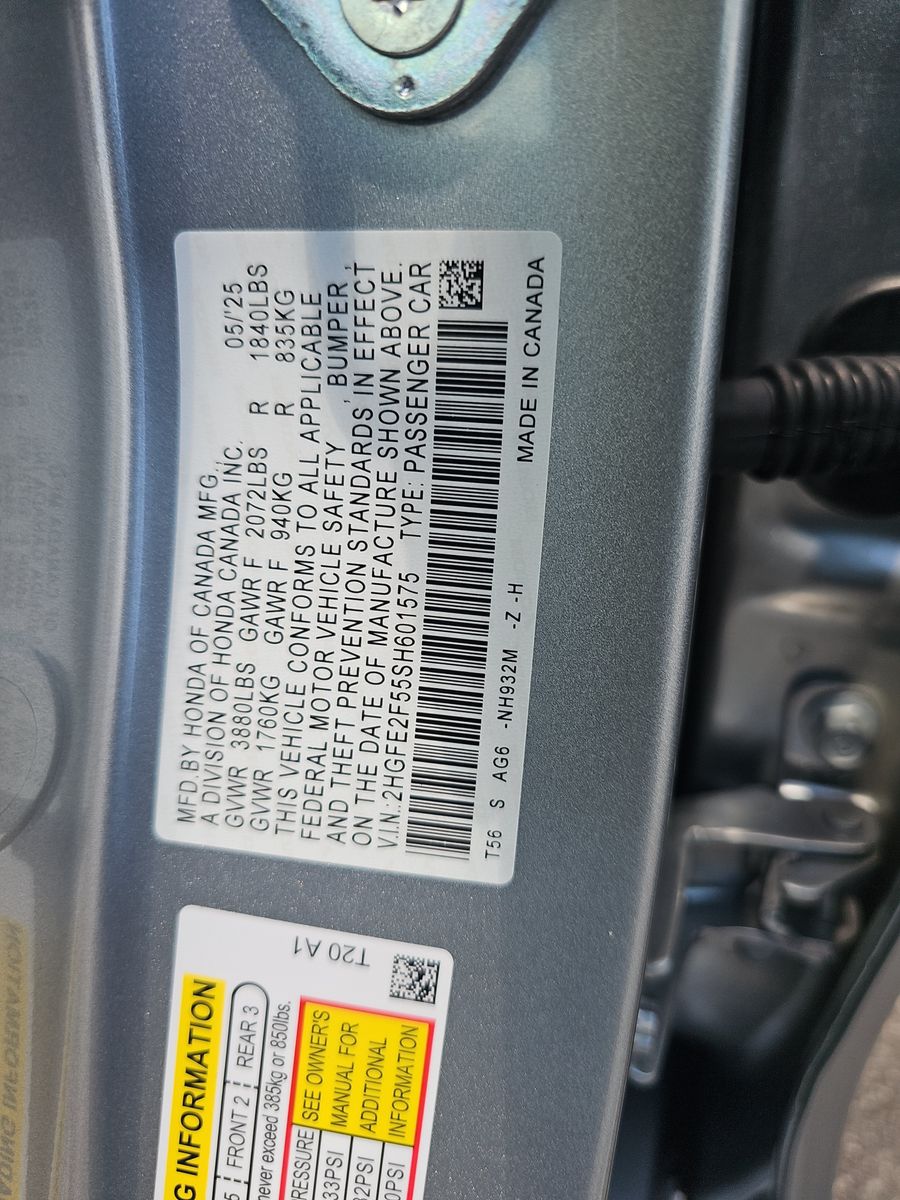 MFD.BY HONDA OF CANADA MFG.,
A DIVISION OF HONDA CANADA INC. 05/'25
GVWR 3880LBS GAWR F 2072LBS R 1840LBS
GVWR 1760KG GAWR F 940KG R 835KG
THIS VEHICLE CONFORMS TO ALL APPLICABLE
FEDERAL MOTOR VEHICLE SAFETY , BUMPER ,
AND THEFT PREVENTION STANDARDS IN EFFECT
ON THE DATE OF MANUFACTURE SHOWN ABOVE.
V.I.N.:2HGFE2F55SH601575 TYPE: PASSENGER CAR
T56 S AG6 -NH932M -Z -H
MADE IN CANADA
T20 A1
G INFORMATION
5 FRONT 2 REAR 3
never exceed 385kg or 850lbs.
RESSURE SEE OWNER'S
33PSI MANUAL FOR
2PSI ADDITIONAL
0PSI INFORMATION